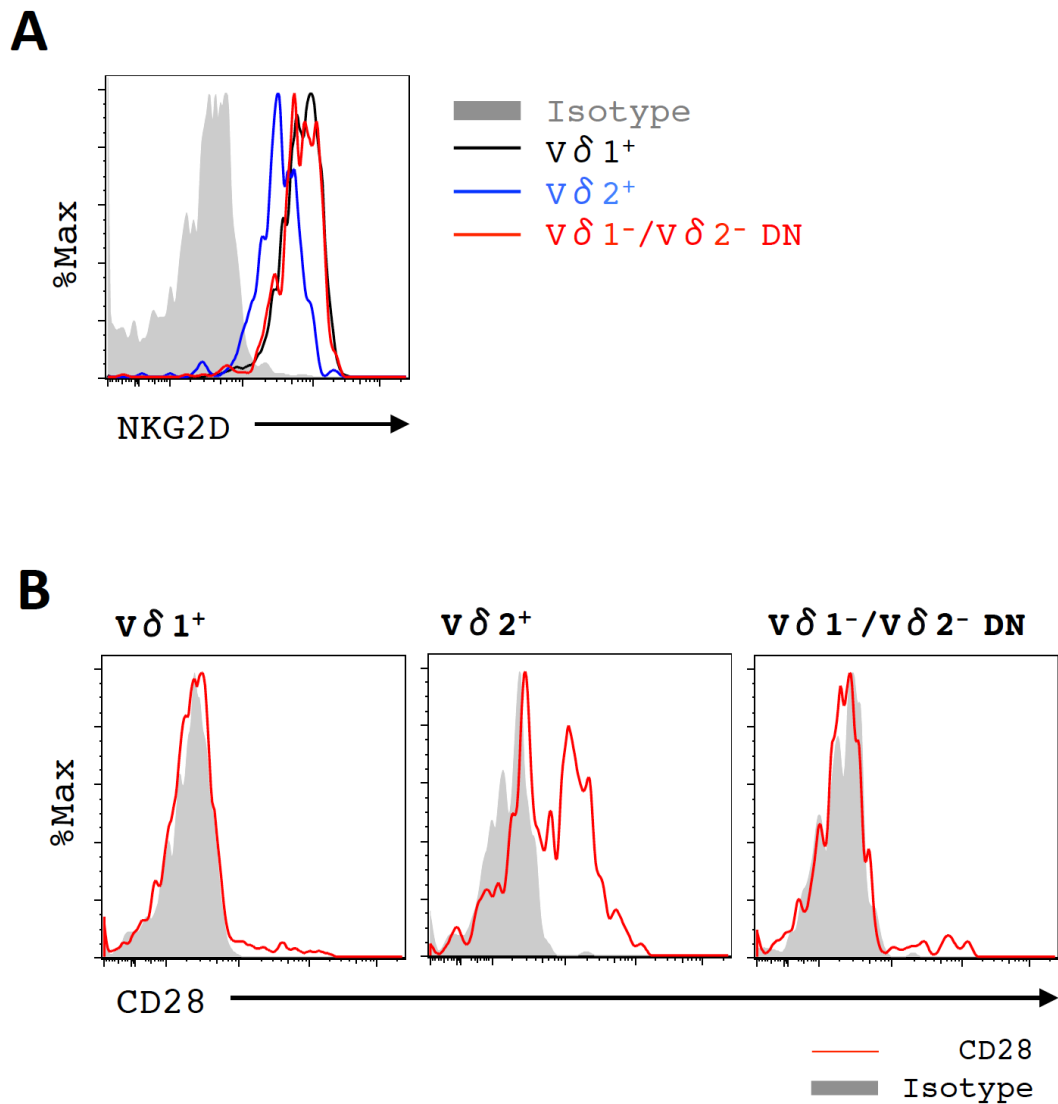 A
%Max
NKG2D
Isotype
Vδ1⁺
Vδ2⁺
Vδ1⁻/Vδ2⁻ DN
B
Vδ1⁺
Vδ2⁺
Vδ1⁻/Vδ2⁻ DN
%Max
CD28
CD28
Isotype